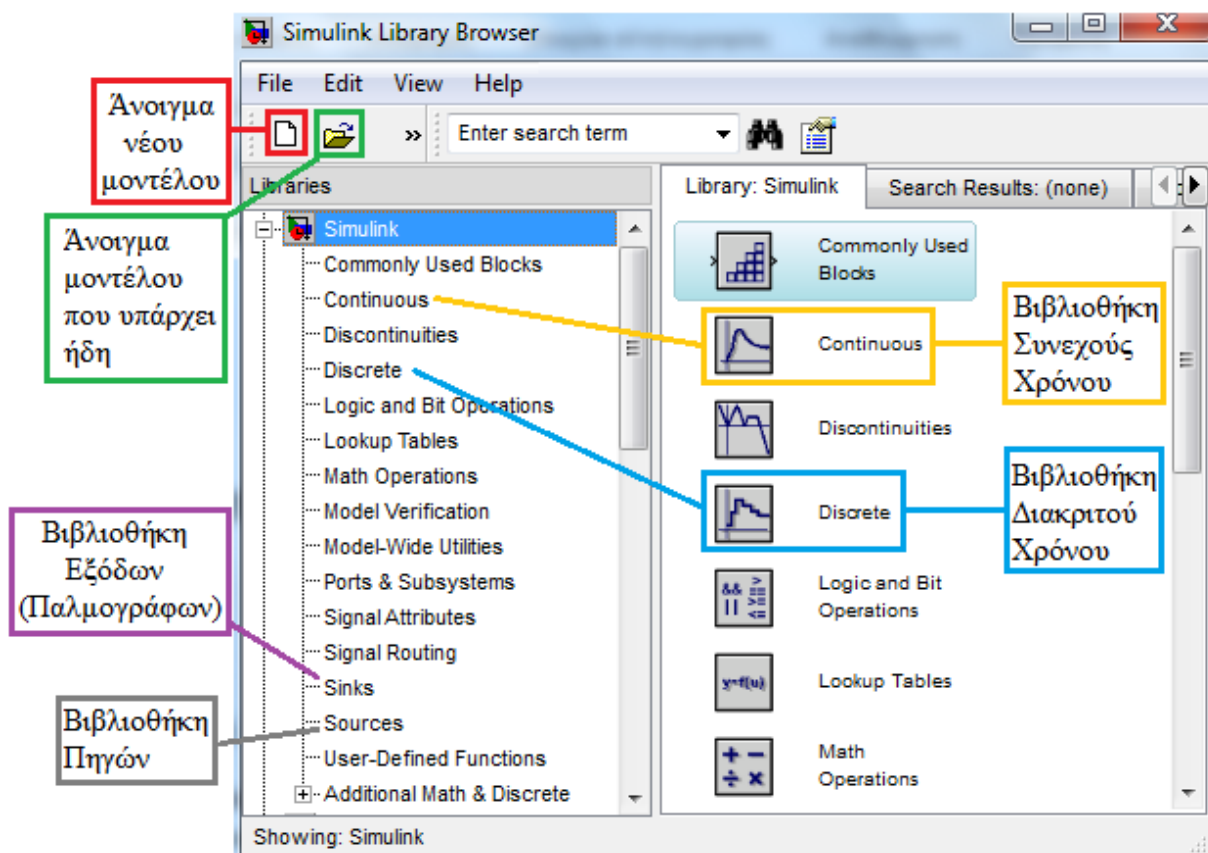 Simulink Library Browser
File Edit View Help
Άνοιγμα
νέου
μοντέλου
» Enter search term
Libraries
Library: Simulink
Search Results: (none)
Άνοιγμα
μοντέλου
που υπάρχει
ήδη
Simulink
Commonly Used Blocks
Continuous
Discontinuities
Discrete
Logic and Bit Operations
Lookup Tables
Math Operations
Model Verification
Model-Wide Utilities
Ports & Subsystems
Signal Attributes
Signal Routing
Sinks
Sources
User-Defined Functions
Additional Math & Discrete
Βιβλιοθήκη
Εξόδων
(Παλμογράφων)
Βιβλιοθήκη
Πηγών
Commonly Used
Blocks
Continuous
Βιβλιοθήκη
Συνεχούς
Χρόνου
Discontinuities
Discrete
Βιβλιοθήκη
Διακριτού
Χρόνου
Logic and Bit
Operations
y=f(u)
Lookup Tables
Math
Operations
Showing: Simulink